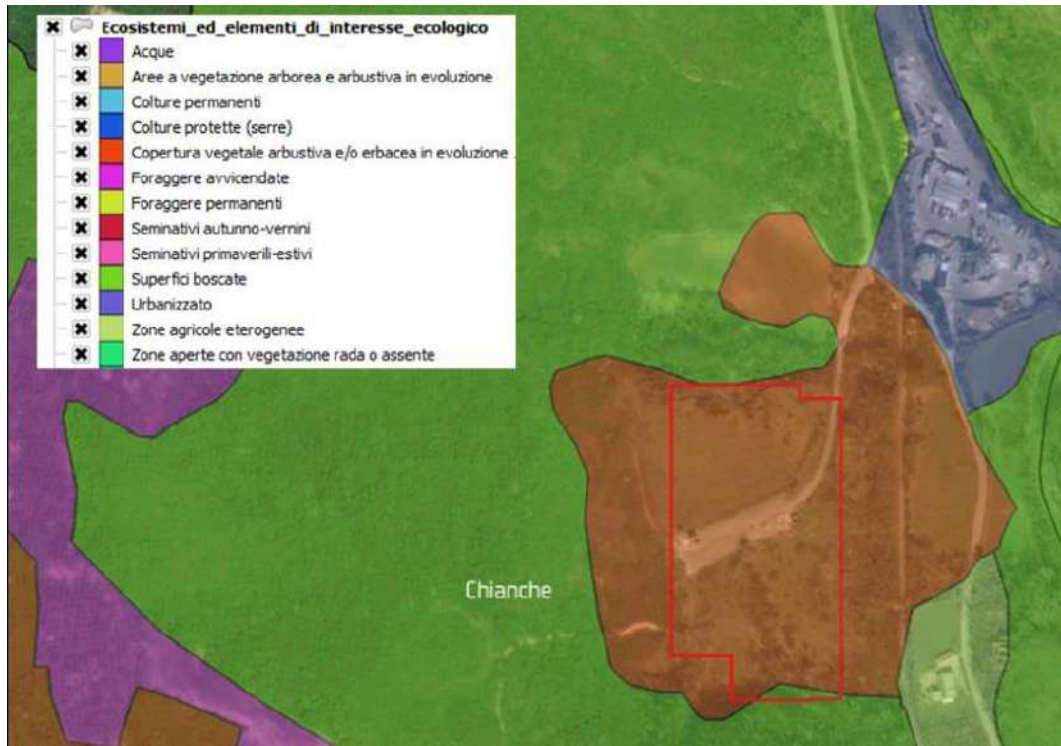 Ecosistemi_ed_elementi_di_interesse_ecologico
Acque
Aree a vegetazione arborea e arbustiva in evoluzione
Colture permanenti
Colture protette (serre)
Copertura vegetale arbustiva e/o erbacea in evoluzione .
Foraggere avvicendate
Foraggere permanenti
Seminativi autunno-vernini
Seminativi primaverili-estivi
Superfici boscate
Urbanizzato
Zone agricole eterogenee
Zone aperte con vegetazione rada o assente
Chianche